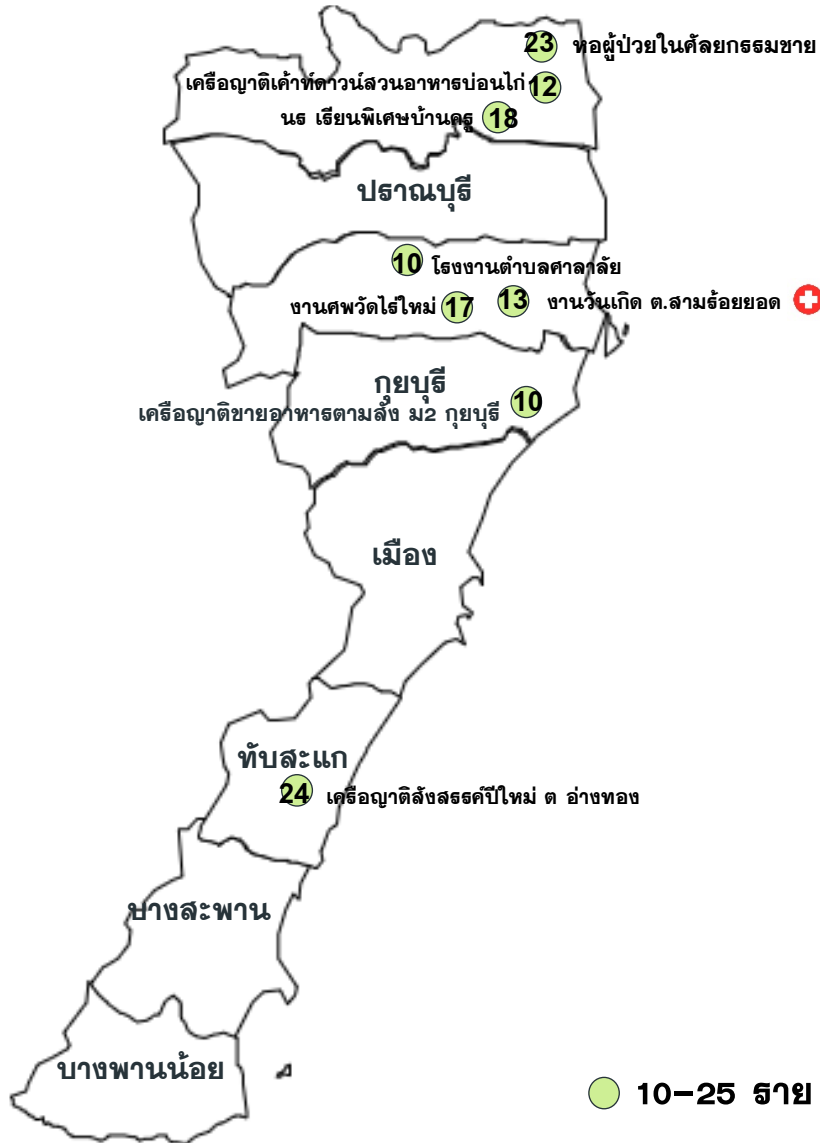 23 หอผู้ป่วยในศัลยกรรมชาย
เครือญาติเค้าท์ดาวน์สวนอาหารบ่อนไก่ 12
นร เรียนพิเศษบ้านครู 18
ปราณบุรี
10 โรงงานตำบลศาลาลัย
งานศพวัดไร่ใหม่ 17
13 งานวันเกิด ต.สามร้อยยอด
กุยบุรี
เครือญาติขายอาหารตามสั่ง ม2 กุยบุรี 10
เมือง
ทับสะแก
24 เครือญาติสังสรรค์ปีใหม่ ต อ่างทอง
บางสะพาน
บางพานน้อย
10-25 ราย